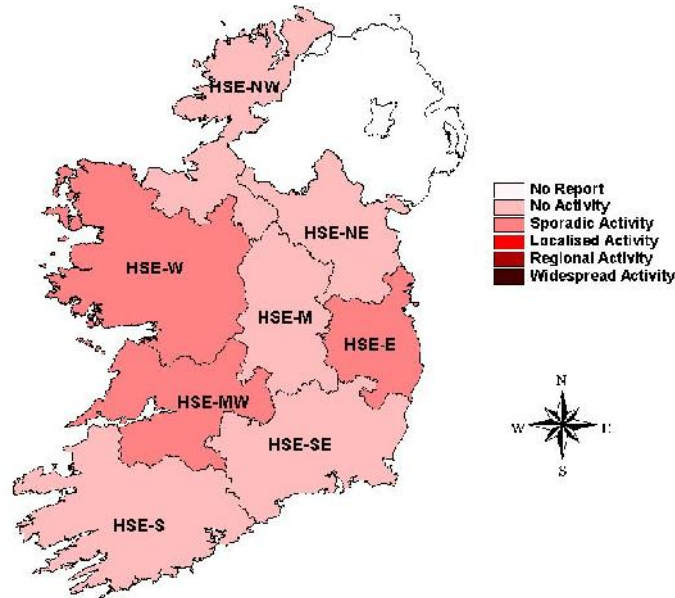 HSE-NW
No Report
No Activity
Sporadic Activity
Localised Activity
Regional Activity
Widespread Activity
HSE-NE
HSE-W
HSE-M
HSE-E
HSE-MW
HSE-SE
HSE-S
N
W
E
S